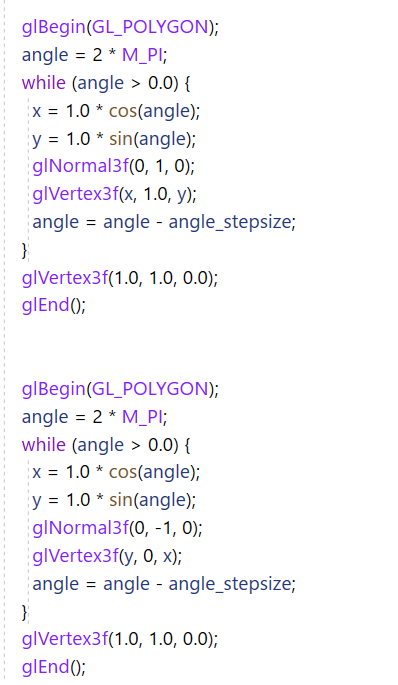 glBegin(GL_POLYGON);
angle = 2 * M_PI;
while (angle > 0.0) {
x = 1.0 * cos(angle);
y = 1.0 * sin(angle);
glNormal3f(0, 1, 0);
glVertex3f(x, 1.0, y);
angle = angle - angle_stepsize;
}
glVertex3f(1.0, 1.0, 0.0);
glEnd();
glBegin(GL_POLYGON);
angle = 2 * M_PI;
while (angle > 0.0) {
x = 1.0 * cos(angle);
y = 1.0 * sin(angle);
glNormal3f(0, -1, 0);
glVertex3f(y, 0, x);
angle = angle - angle_stepsize;
}
glVertex3f(1.0, 1.0, 0.0);
glEnd();